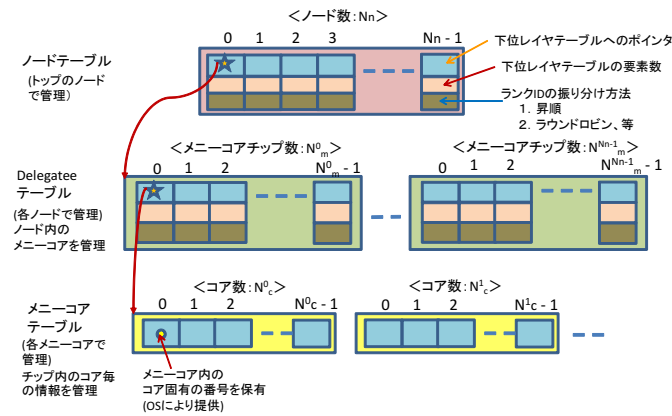 ＜ノード数：Nn＞
0 1 2 3 Nn - 1
ノードテーブル
(トップのノード
で管理)
下位レイヤテーブルへのポインタ
下位レイヤテーブルの要素数
ランクIDの振り分け方法
1. 昇順
2. ラウンドロビン、等
＜メニーコアチップ数：N⁰ₘ＞
0 1 2 N⁰ₘ - 1
＜メニーコアチップ数：Nᴺⁿ⁻¹ₘ＞
0 1 2 Nᴺⁿ⁻¹ₘ - 1
Delegatee
テーブル
(各ノードで管理)
ノード内の
メニーコアを管理
＜コア数：N⁰c＞
0 1 2 N⁰c - 1
＜コア数：N¹c＞
0 1 2 N¹c - 1
メニーコア
テーブル
(各メニーコアで
管理)
チップ内のコア毎
の情報を管理
メニーコア内の
コア固有の番号を保有
(OSにより提供)